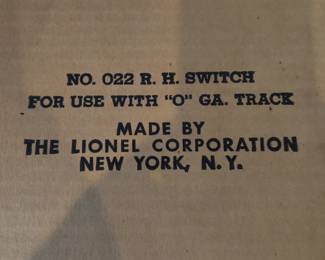 NO. 022 R. H. SWITCH
FOR USE WITH "O" GA. TRACK
MADE BY
THE LIONEL CORPORATION
NEW YORK, N. Y.